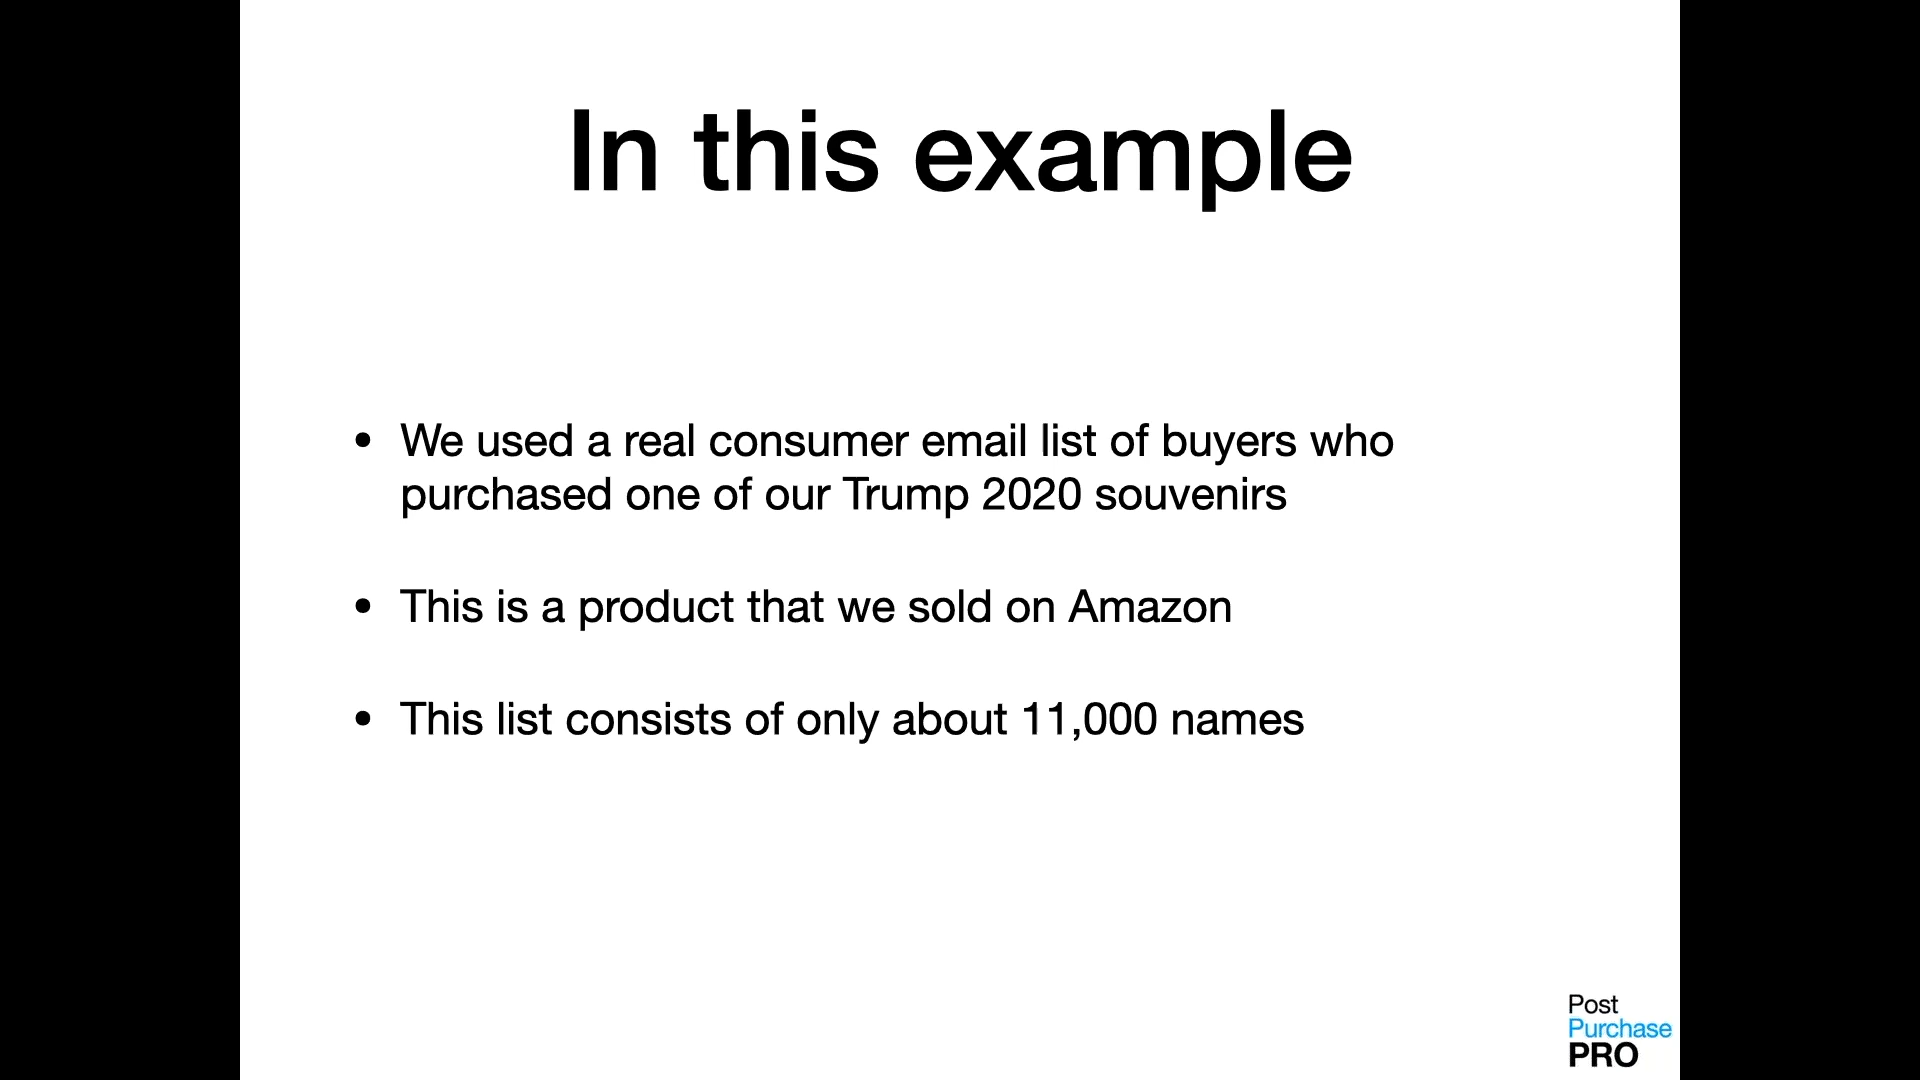 In this example
• We used a real consumer email list of buyers who
purchased one of our Trump 2020 souvenirs
• This is a product that we sold on Amazon
• This list consists of only about 11,000 names
Post
Purchase
PRO